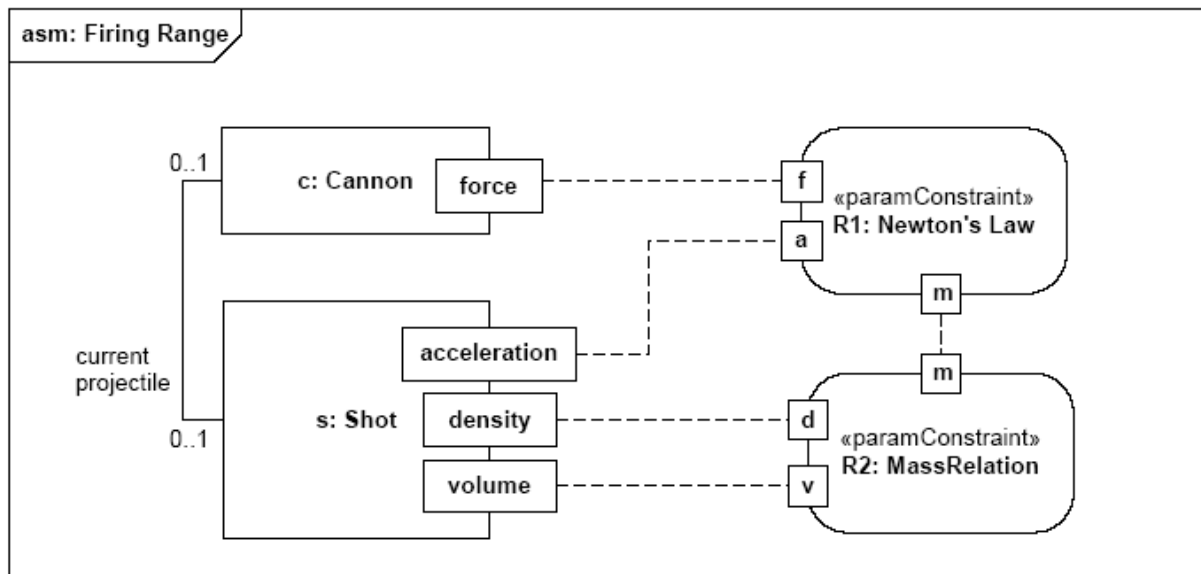 asm: Firing Range
0..1
c: Cannon
force
f
a
«paramConstraint»
R1: Newton's Law
m
current
projectile
0..1
acceleration
s: Shot
density
volume
m
d
v
«paramConstraint»
R2: MassRelation